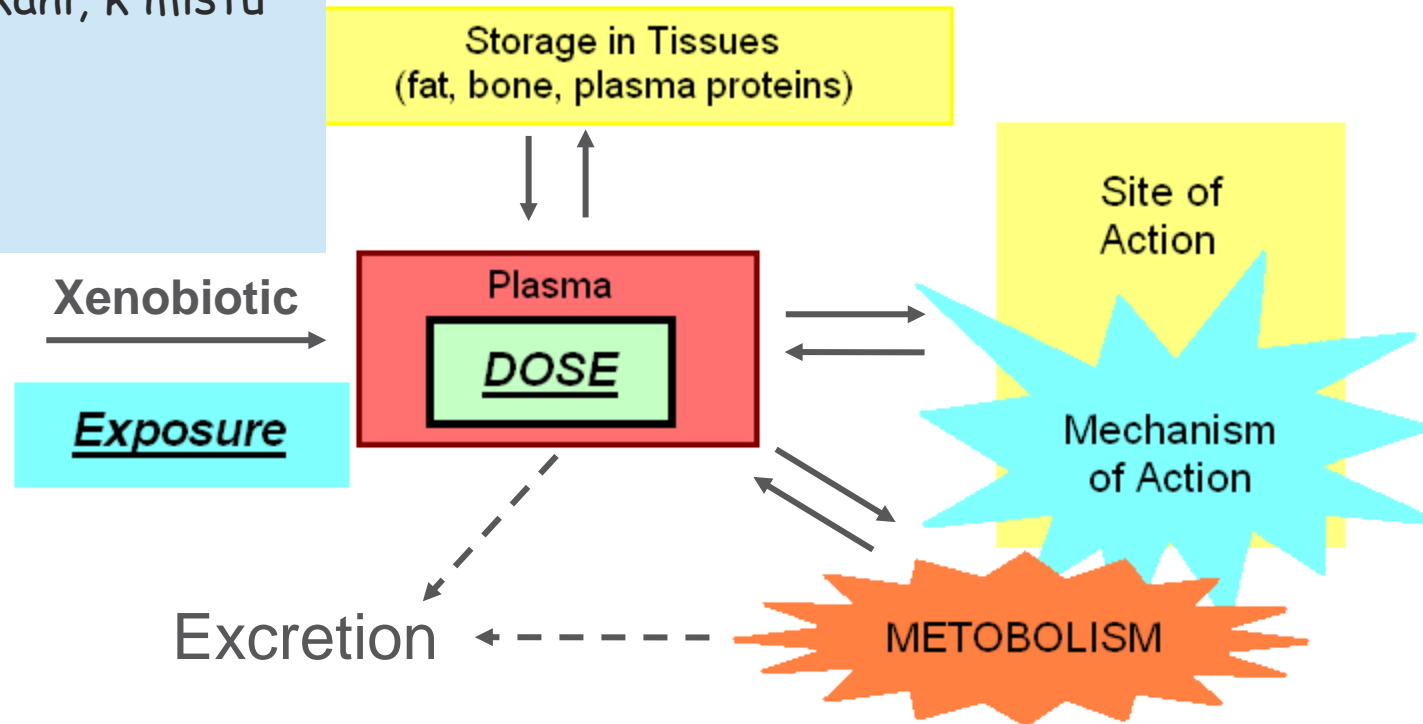 k místu
Storage in Tissues
(fat, bone, plasma proteins)
Site of
Action
Xenobiotic
Plasma
DOSE
Exposure
Mechanism
of Action
METOBOLISM
Excretion